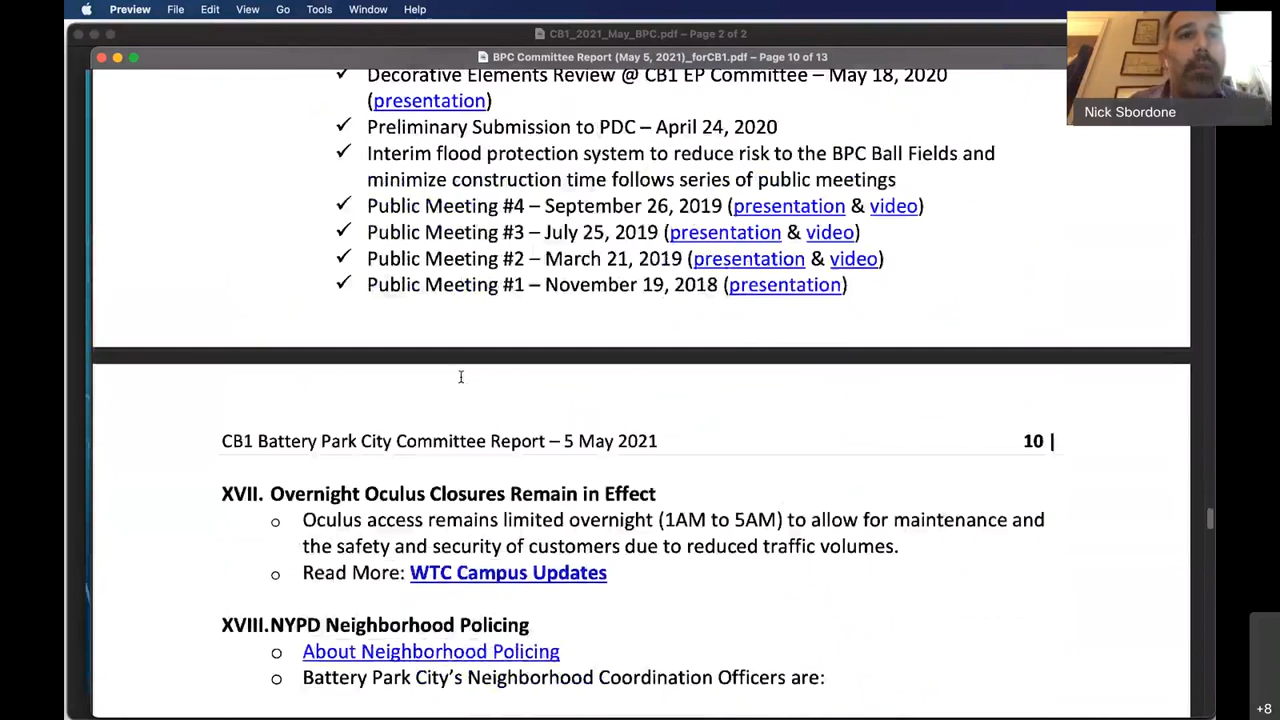 Preview File Edit View Go Tools Window Help
CB1_2021_May_BPC.pdf – Page 2 of 2
BPC Committee Report (May 5, 2021)_forCB1.pdf – Page 10 of 13
Nick Sbordone
✓ Decorative Elements Review @ CB1 EP Committee – May 18, 2020
(presentation)
✓ Preliminary Submission to PDC – April 24, 2020
✓ Interim flood protection system to reduce risk to the BPC Ball Fields and
minimize construction time follows series of public meetings
✓ Public Meeting #4 – September 26, 2019 (presentation & video)
✓ Public Meeting #3 – July 25, 2019 (presentation & video)
✓ Public Meeting #2 – March 21, 2019 (presentation & video)
✓ Public Meeting #1 – November 19, 2018 (presentation)
CB1 Battery Park City Committee Report – 5 May 2021 10 |
XVII. Overnight Oculus Closures Remain in Effect
o Oculus access remains limited overnight (1AM to 5AM) to allow for maintenance and
the safety and security of customers due to reduced traffic volumes.
o Read More: WTC Campus Updates
XVIII.NYPD Neighborhood Policing
o About Neighborhood Policing
o Battery Park City’s Neighborhood Coordination Officers are:
+8